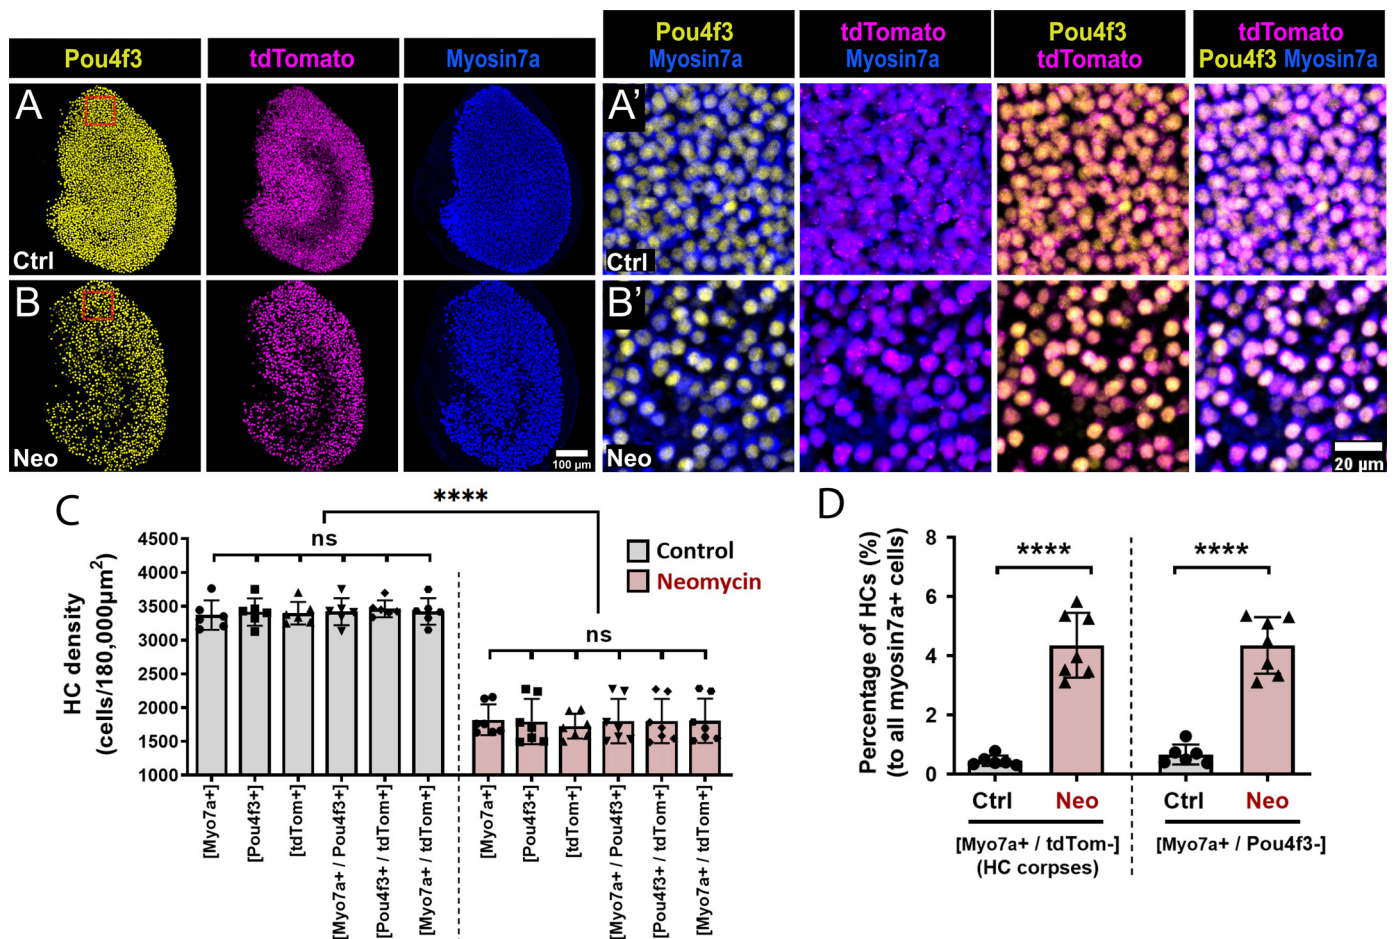 Pou4f3
tdTomato
Myosin7a
Pou4f3
Myosin7a
tdTomato
Myosin7a
Pou4f3
tdTomato
tdTomato
Pou4f3 Myosin7a
A
Ctrl
A'
Ctrl
B
Neo
100 µm
B'
Neo
20 µm
C
****
ns
Control
Neomycin
ns
HC density
(cells/180,000µm²)
4500
4000
3500
3000
2500
2000
1500
1000
[Myo7a+]
[Pou4f3+]
[tdTom+]
[Myo7a+ / Pou4f3+]
[Pou4f3+ / tdTom+]
[Myo7a+ / tdTom+]
[Myo7a+]
[Pou4f3+]
[tdTom+]
[Myo7a+ / Pou4f3+]
[Pou4f3+ / tdTom+]
[Myo7a+ / tdTom+]
D
Percentage of HCs (%)
(to all myosin7a+ cells)
8
6
4
2
0
****
****
Ctrl
Neo
Ctrl
Neo
[Myo7a+ / tdTom-]
(HC corpses)
[Myo7a+ / Pou4f3-]